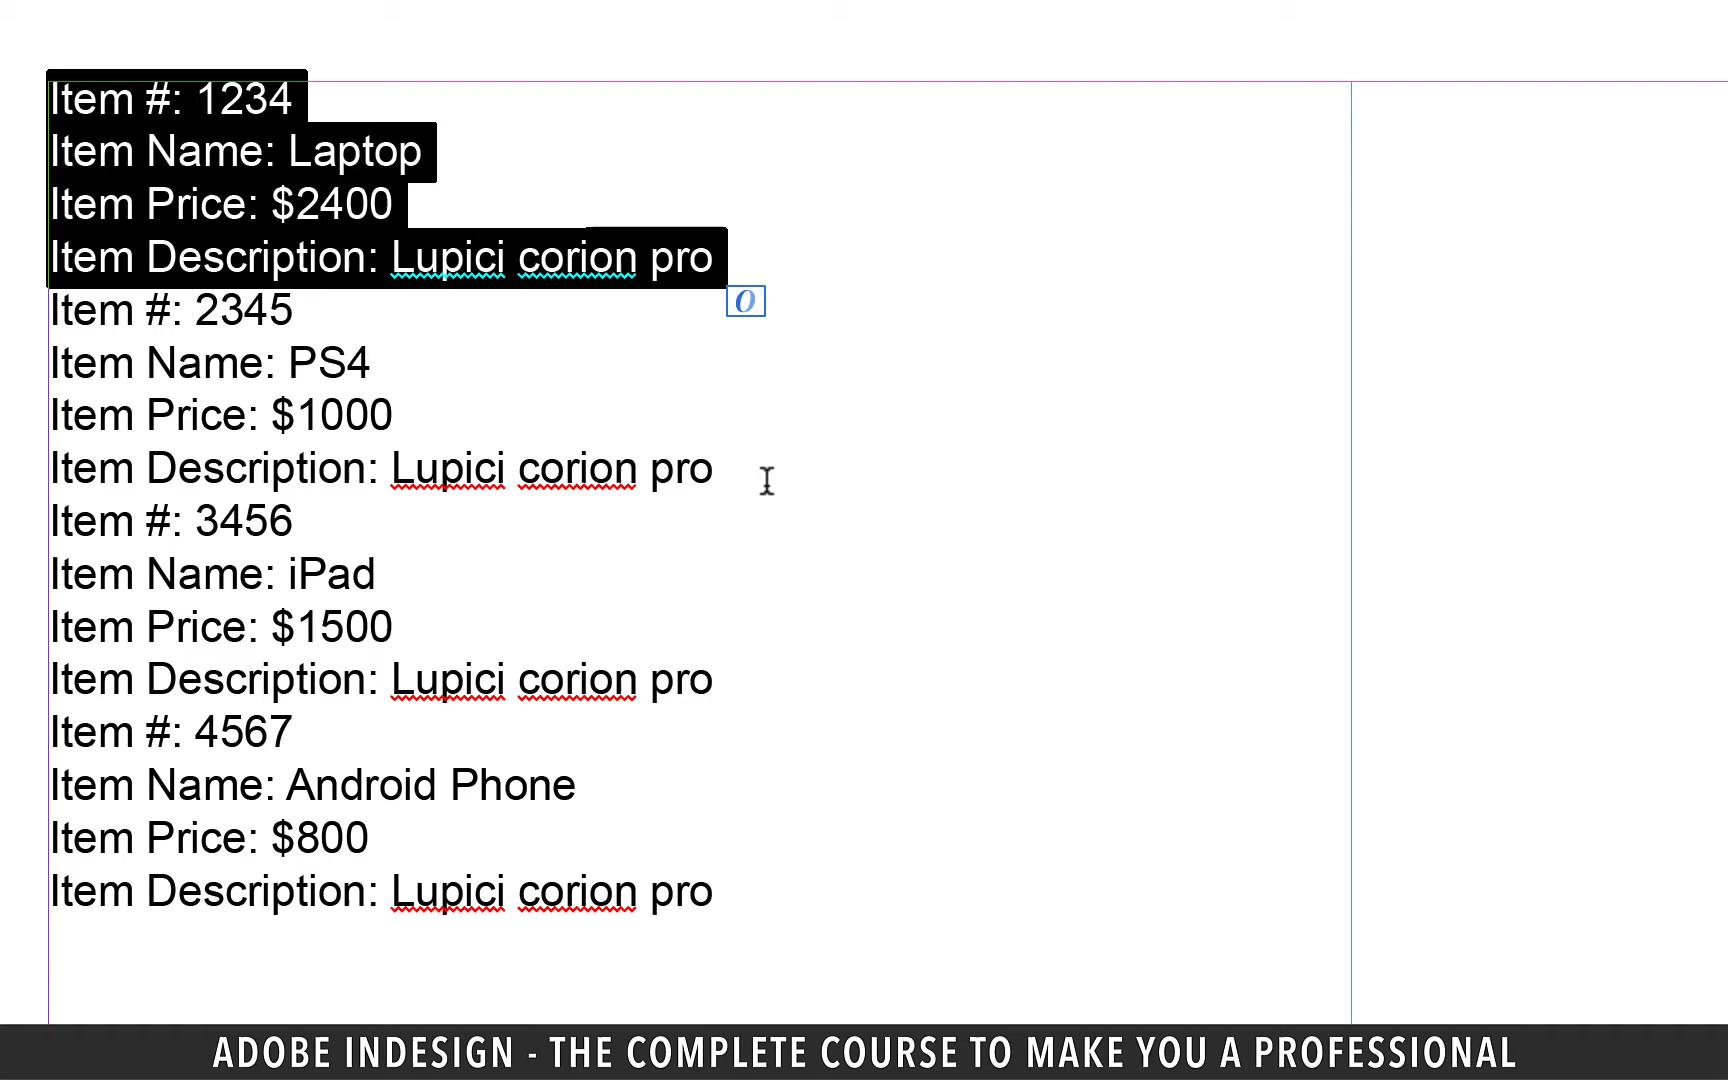 Item #: 1234
Item Name: Laptop
Item Price: $2400
Item Description: Lupici corion pro
Item #: 2345
Item Name: PS4
Item Price: $1000
Item Description: Lupici corion pro
Item #: 3456
Item Name: iPad
Item Price: $1500
Item Description: Lupici corion pro
Item #: 4567
Item Name: Android Phone
Item Price: $800
Item Description: Lupici corion pro
ADOBE INDESIGN - THE COMPLETE COURSE TO MAKE YOU A PROFESSIONAL